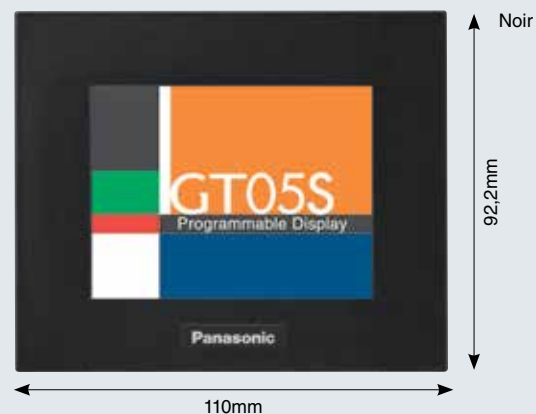 Noir
GT05S
Programmable Display
92,2mm
Panasonic
110mm